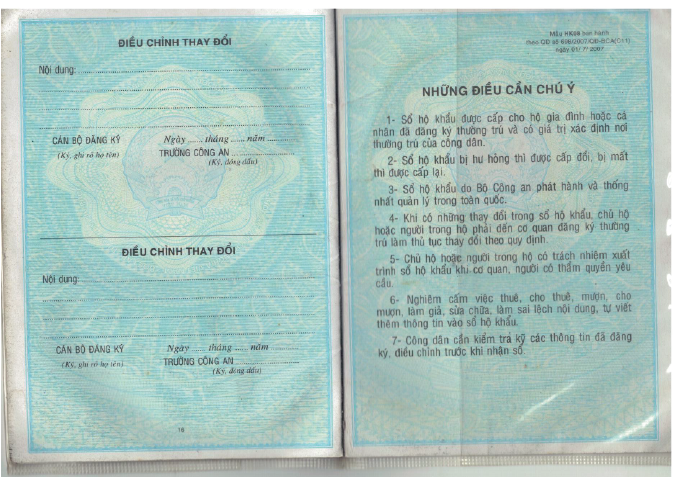 ĐIỀU CHỈNH THAY ĐỔI
Nội dung:
CÁN BỘ ĐĂNG KÝ
(Ký, ghi rõ họ tên)
Ngày ...... tháng ...... năm .........
TRƯỞNG CÔNG AN
(Ký, đóng dấu)
ĐIỀU CHỈNH THAY ĐỔI
Nội dung:
CÁN BỘ ĐĂNG KÝ
(Ký, ghi rõ họ tên)
Ngày ...... tháng ...... năm .........
TRƯỞNG CÔNG AN
(Ký, đóng dấu)
16
Mẫu HK08 ban hành
theo QĐ số 698/2007/QĐ-BCA(C11)
ngày 01/ 7/ 2007
NHỮNG ĐIỀU CẦN CHÚ Ý
1- Sổ hộ khẩu được cấp cho hộ gia đình hoặc cá
nhân đã đăng ký thường trú và có giá trị xác định nơi
thường trú của công dân.
2- Sổ hộ khẩu bị hư hỏng thì được cấp đổi, bị mất
thì được cấp lại.
3- Sổ hộ khẩu do Bộ Công an phát hành và thống
nhất quản lý trong toàn quốc.
4- Khi có những thay đổi trong sổ hộ khẩu, chủ hộ
hoặc người trong hộ phải đến cơ quan đăng ký thường
trú làm thủ tục thay đổi theo quy định.
5- Chủ hộ hoặc người trong hộ có trách nhiệm xuất
trình sổ hộ khẩu khi cơ quan, người có thẩm quyền yêu
cầu.
6- Nghiêm cấm việc thuê, cho thuê, mượn, cho
mượn, làm giả, sửa chữa, làm sai lệch nội dung, tự viết
thêm thông tin vào sổ hộ khẩu.
7- Công dân cần kiểm tra kỹ các thông tin đã đăng
ký, điều chỉnh trước khi nhận sổ.